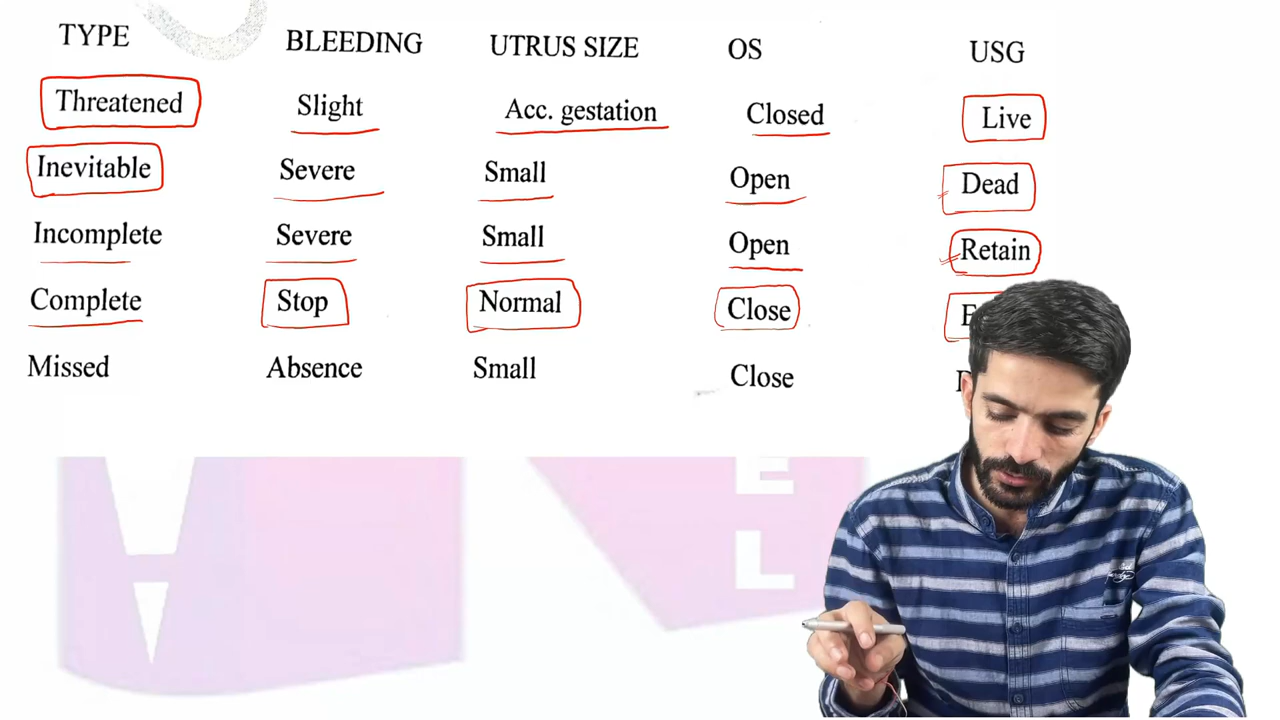 TYPE BLEEDING UTRUS SIZE OS USG
Threatened Slight Acc. gestation Closed Live
Inevitable Severe Small Open Dead
Incomplete Severe Small Open Retain
Complete Stop Normal Close
Missed Absence Small Close
E
L